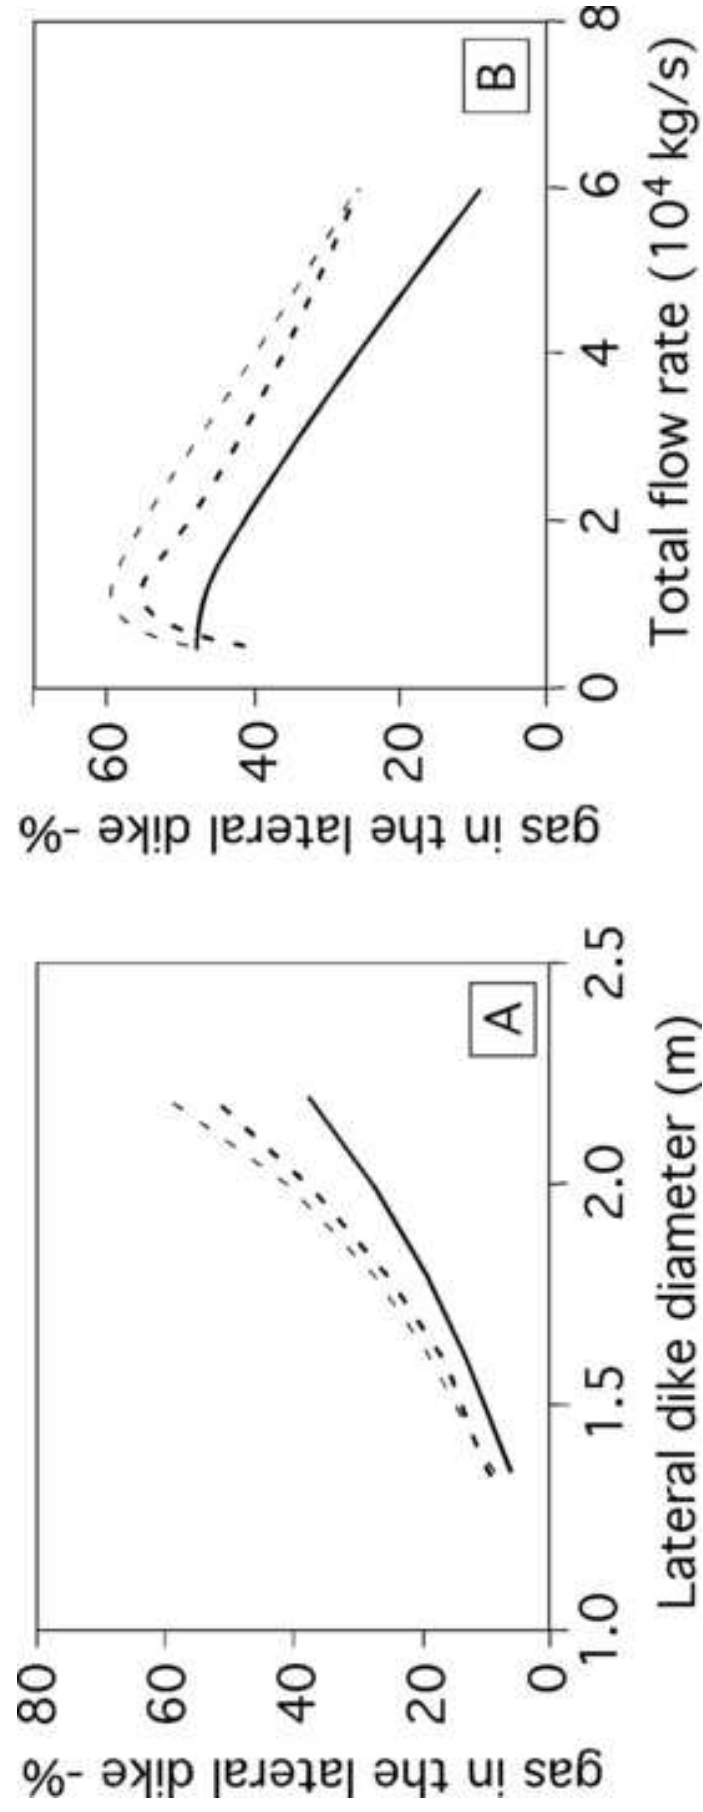 gas in the lateral dike -%
80
60
40
20
0
A
1.0 1.5 2.0 2.5
Lateral dike diameter (m)
gas in the lateral dike -%
60
40
20
0
B
0 2 4 6 8
Total flow rate (10⁴ kg/s)